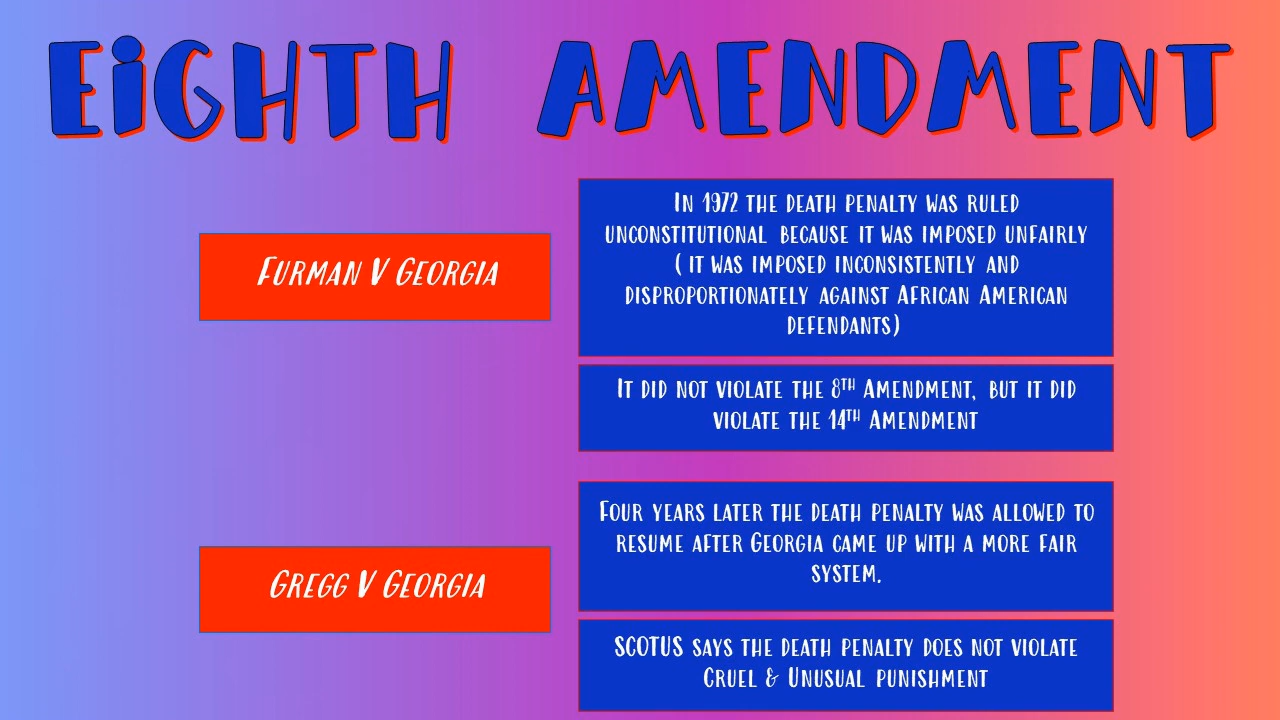 EIGHTH AMENDMENT
FURMAN V GEORGIA
IN 1972 THE DEATH PENALTY WAS RULED
UNCONSTITUTIONAL BECAUSE IT WAS IMPOSED UNFAIRLY
( IT WAS IMPOSED INCONSISTENTLY AND
DISPROPORTIONATELY AGAINST AFRICAN AMERICAN
DEFENDANTS)
IT DID NOT VIOLATE THE 8TH AMENDMENT, BUT IT DID
VIOLATE THE 14TH AMENDMENT
GREGG V GEORGIA
FOUR YEARS LATER THE DEATH PENALTY WAS ALLOWED TO
RESUME AFTER GEORGIA CAME UP WITH A MORE FAIR
SYSTEM.
SCOTUS SAYS THE DEATH PENALTY DOES NOT VIOLATE
CRUEL & UNUSUAL PUNISHMENT